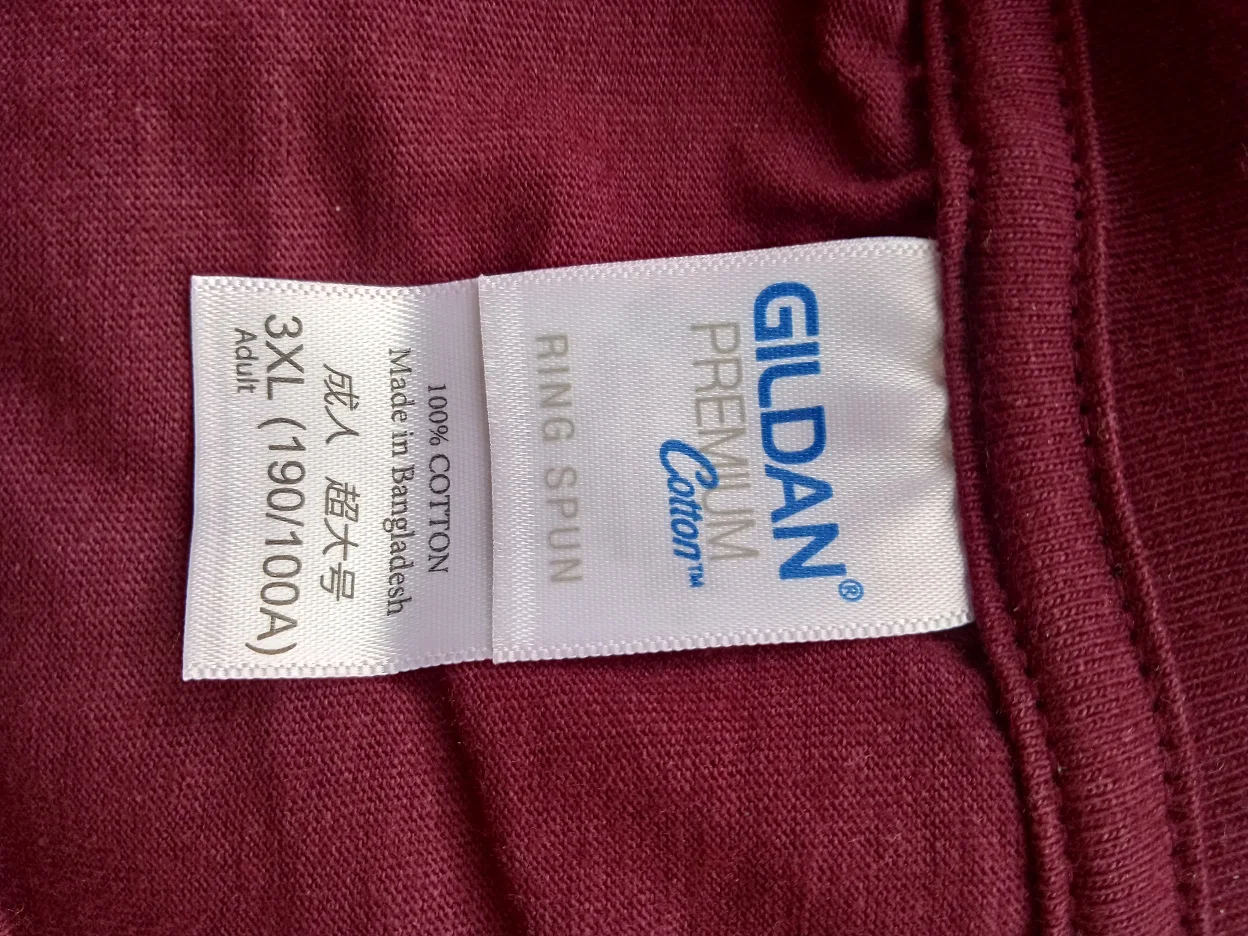 GILDAN®
PREMIUM
Cotton™
RING SPUN
100% COTTON
Made in Bangladesh
成人 超大号
3XL (190/100A)
Adult